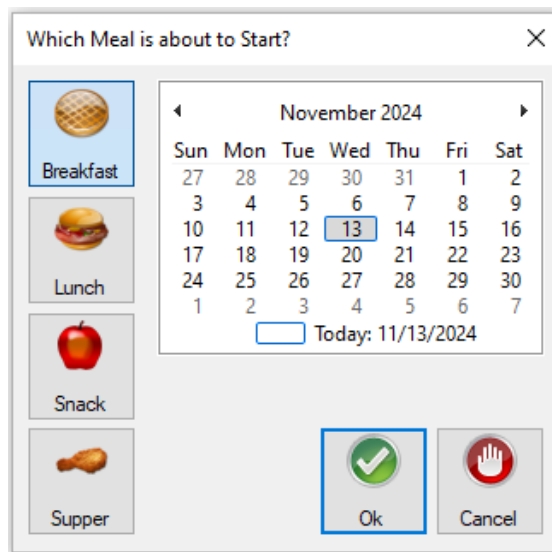 Which Meal is about to Start?
Breakfast
Lunch
Snack
Supper
November 2024
Sun Mon Tue Wed Thu Fri Sat
27 28 29 30 31 1 2
3 4 5 6 7 8 9
10 11 12 13 14 15 16
17 18 19 20 21 22 23
24 25 26 27 28 29 30
1 2 3 4 5 6 7
Today: 11/13/2024
Ok
Cancel